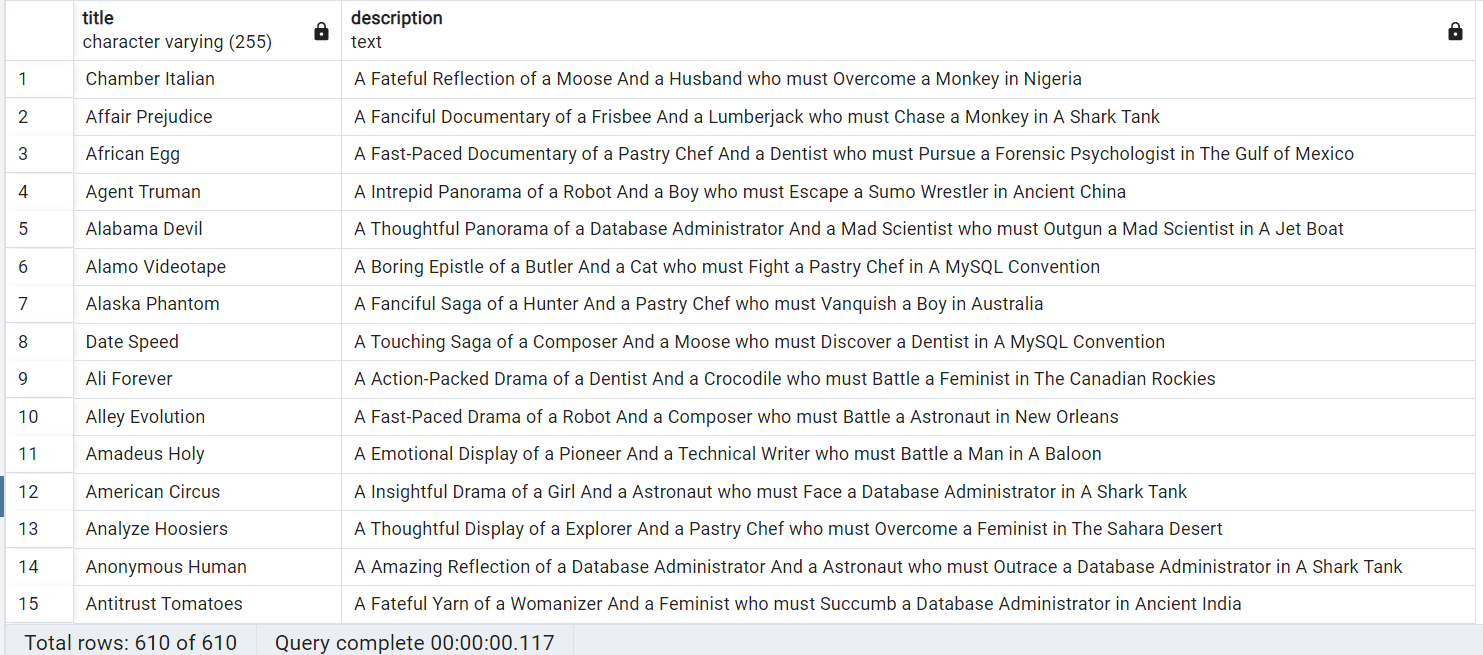 title description
character varying (255) text
1 Chamber Italian A Fateful Reflection of a Moose And a Husband who must Overcome a Monkey in Nigeria
2 Affair Prejudice A Fanciful Documentary of a Frisbee And a Lumberjack who must Chase a Monkey in A Shark Tank
3 African Egg A Fast-Paced Documentary of a Pastry Chef And a Dentist who must Pursue a Forensic Psychologist in The Gulf of Mexico
4 Agent Truman A Intrepid Panorama of a Robot And a Boy who must Escape a Sumo Wrestler in Ancient China
5 Alabama Devil A Thoughtful Panorama of a Database Administrator And a Mad Scientist who must Outgun a Mad Scientist in A Jet Boat
6 Alamo Videotape A Boring Epistle of a Butler And a Cat who must Fight a Pastry Chef in A MySQL Convention
7 Alaska Phantom A Fanciful Saga of a Hunter And a Pastry Chef who must Vanquish a Boy in Australia
8 Date Speed A Touching Saga of a Composer And a Moose who must Discover a Dentist in A MySQL Convention
9 Ali Forever A Action-Packed Drama of a Dentist And a Crocodile who must Battle a Feminist in The Canadian Rockies
10 Alley Evolution A Fast-Paced Drama of a Robot And a Composer who must Battle a Astronaut in New Orleans
11 Amadeus Holy A Emotional Display of a Pioneer And a Technical Writer who must Battle a Man in A Baloon
12 American Circus A Insightful Drama of a Girl And a Astronaut who must Face a Database Administrator in A Shark Tank
13 Analyze Hoosiers A Thoughtful Display of a Explorer And a Pastry Chef who must Overcome a Feminist in The Sahara Desert
14 Anonymous Human A Amazing Reflection of a Database Administrator And a Astronaut who must Outrace a Database Administrator in A Shark Tank
15 Antitrust Tomatoes A Fateful Yarn of a Womanizer And a Feminist who must Succumb a Database Administrator in Ancient India
Total rows: 610 of 610 Query complete 00:00:00.117